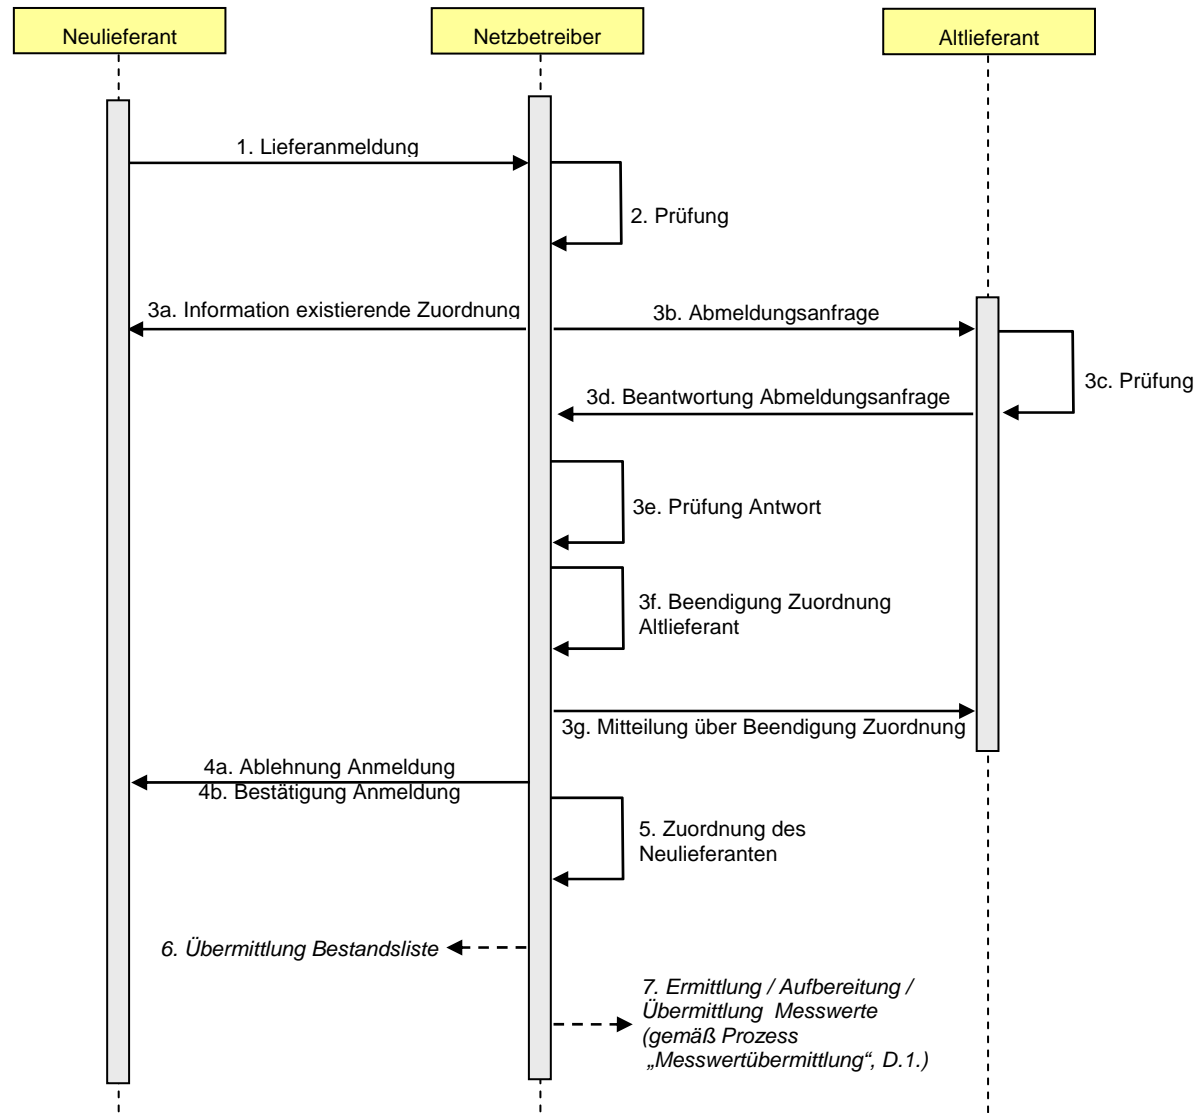 Neulieferant
Netzbetreiber
Altlieferant
1. Lieferanmeldung
2. Prüfung
3a. Information existierende Zuordnung
3b. Abmeldungsanfrage
3c. Prüfung
3d. Beantwortung Abmeldungsanfrage
3e. Prüfung Antwort
3f. Beendigung Zuordnung
Altlieferant
3g. Mitteilung über Beendigung Zuordnung
4a. Ablehnung Anmeldung
4b. Bestätigung Anmeldung
5. Zuordnung des
Neulieferanten
6. Übermittlung Bestandsliste
7. Ermittlung / Aufbereitung /
Übermittlung Messwerte
(gemäß Prozess
„Messwertübermittlung“, D.1.)